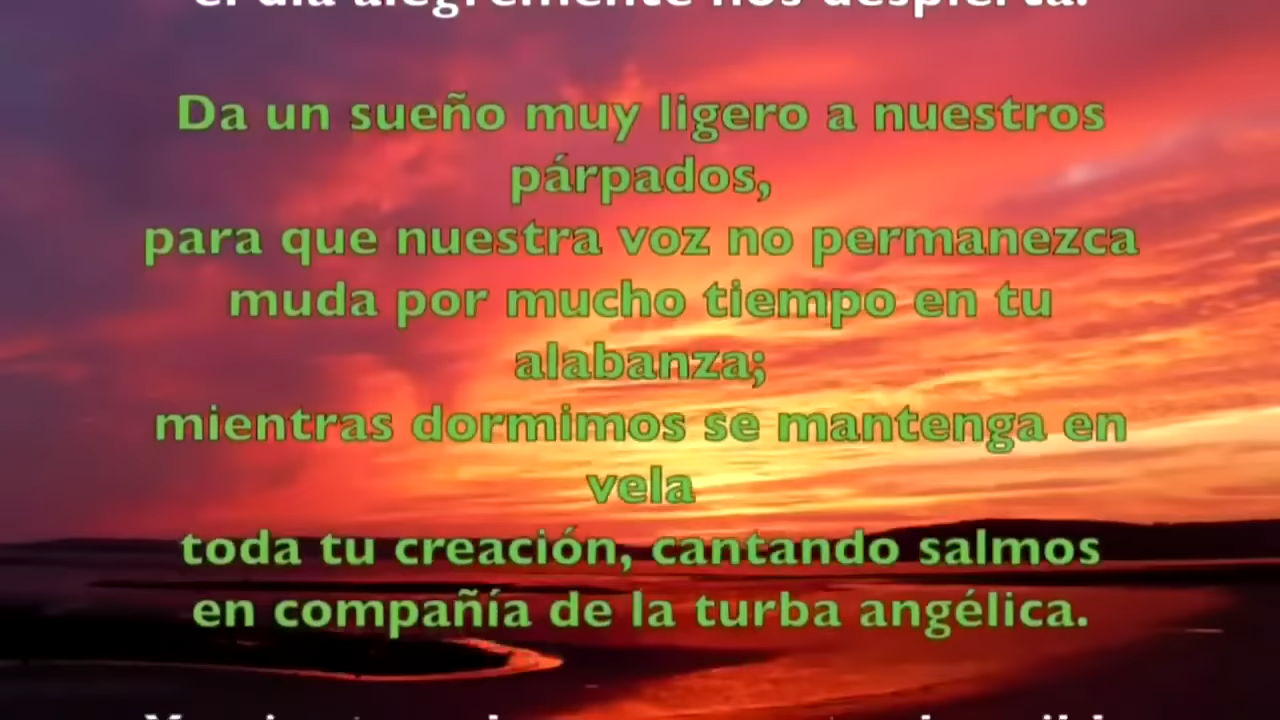 el día alegremente nos despierta.
Da un sueño muy ligero a nuestros
párpados,
para que nuestra voz no permanezca
muda por mucho tiempo en tu
alabanza;
mientras dormimos se mantenga en
vela
toda tu creación, cantando salmos
en compañía de la turba angélica.